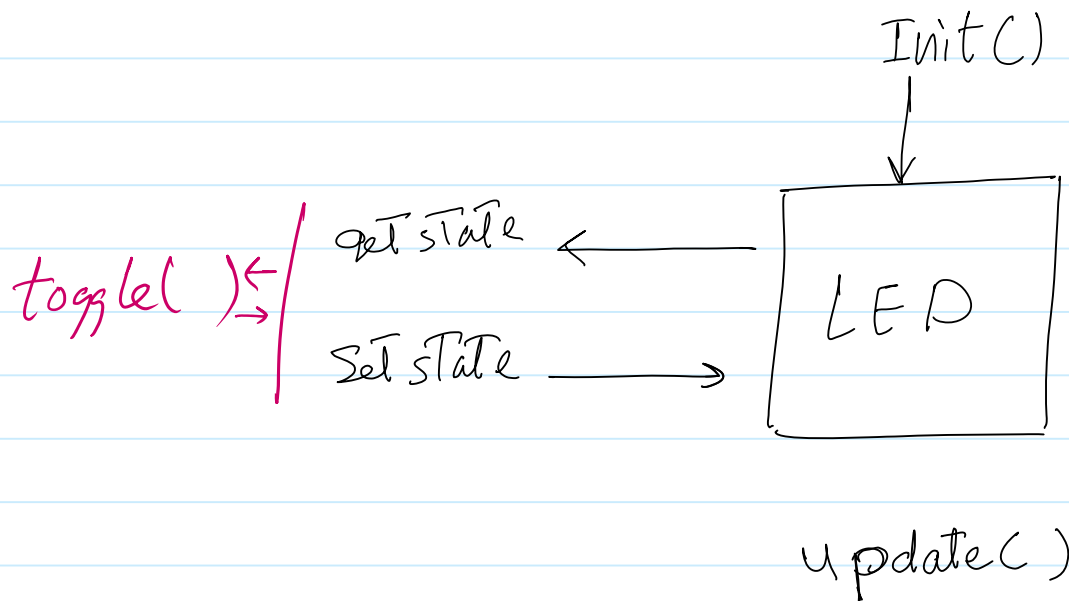 Init()
getstate
toggle( )
LED
Setstate
update()